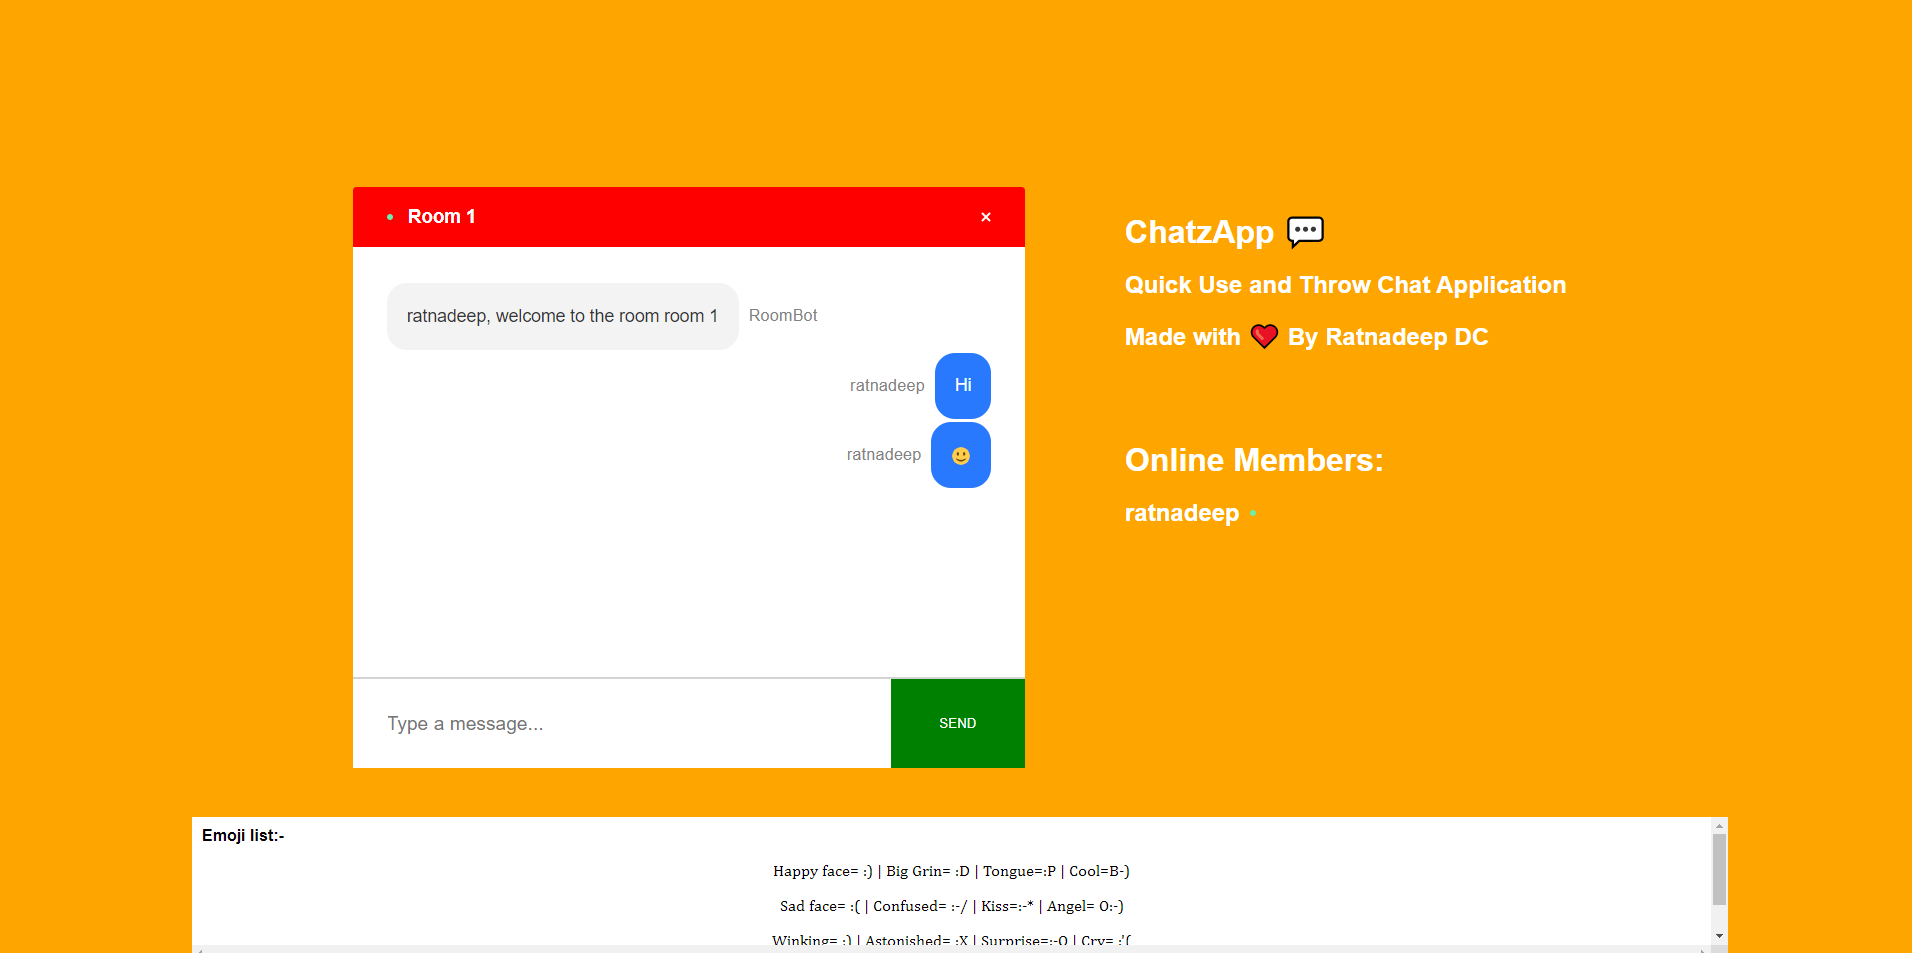 Room 1 ×
ratnadeep, welcome to the room room 1 RoomBot
ratnadeep Hi
ratnadeep 🙂
Type a message...
SEND
ChatzApp 💬
Quick Use and Throw Chat Application
Made with ❤️ By Ratnadeep DC
Online Members:
ratnadeep
Emoji list:-
Happy face= :) | Big Grin= :D | Tongue=:P | Cool=B-)
Sad face= :( | Confused= :-/ | Kiss=:-* | Angel= O:-)
Winking= ;) | Astonished= :X | Surprise=:-O | Cry= :'(